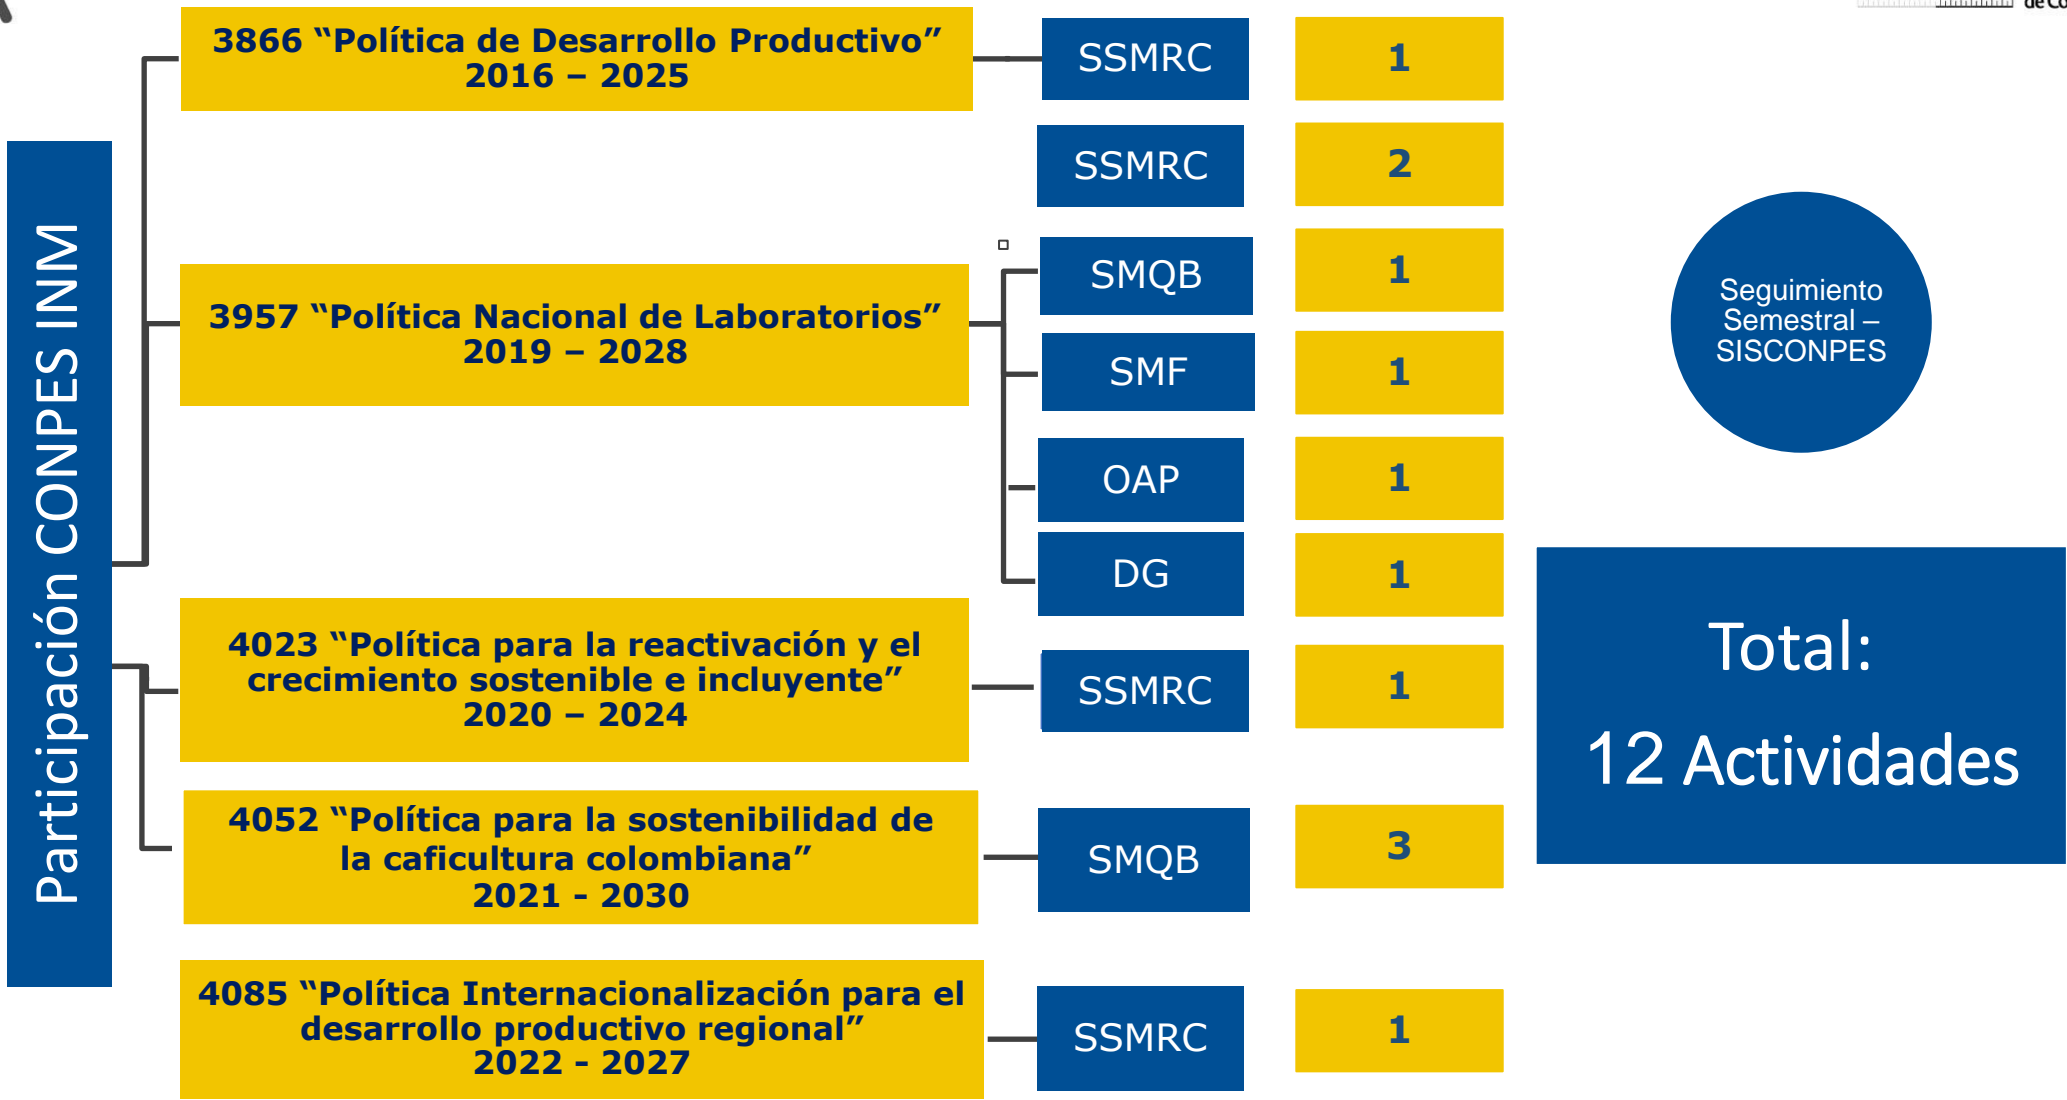 de Co
3866 “Política de Desarrollo Productivo”
2016 – 2025
SSMRC
1
SSMRC
2
Participación CONPES INM
3957 “Política Nacional de Laboratorios”
2019 – 2028
SMQB
1
SMF
1
OAP
1
DG
1
4023 “Política para la reactivación y el
crecimiento sostenible e incluyente”
2020 – 2024
SSMRC
1
4052 “Política para la sostenibilidad de
la caficultura colombiana”
2021 - 2030
SMQB
3
4085 “Política Internacionalización para el
desarrollo productivo regional”
2022 - 2027
SSMRC
1
Seguimiento
Semestral –
SISCONPES
Total:
12 Actividades